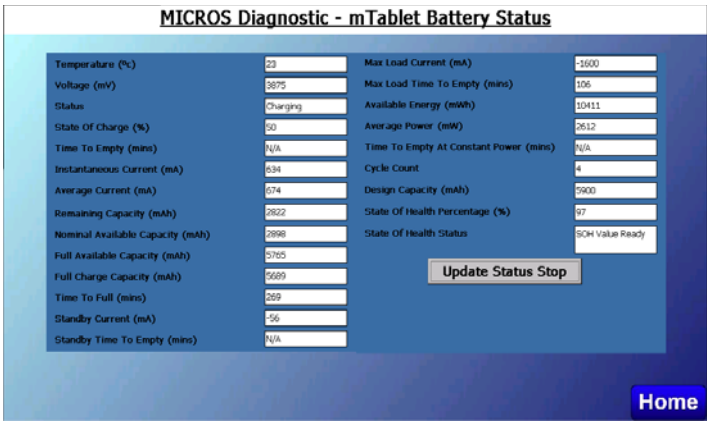 MICROS Diagnostic - mTablet Battery Status
Temperature (ºc) 23
Voltage (mV) 3875
Status Charging
State Of Charge (%) 50
Time To Empty (mins) N/A
Instantaneous Current (mA) 634
Average Current (mA) 674
Remaining Capacity (mAh) 2822
Nominal Available Capacity (mAh) 2898
Full Available Capacity (mAh) 5765
Full Charge Capacity (mAh) 5689
Time To Full (mins) 269
Standby Current (mA) -56
Standby Time To Empty (mins) N/A
Max Load Current (mA) -1600
Max Load Time To Empty (mins) 106
Available Energy (mWh) 10411
Average Power (mW) 2612
Time To Empty At Constant Power (mins) N/A
Cycle Count 4
Design Capacity (mAh) 5900
State Of Health Percentage (%) 97
State Of Health Status SOH Value Ready
Update Status Stop
Home